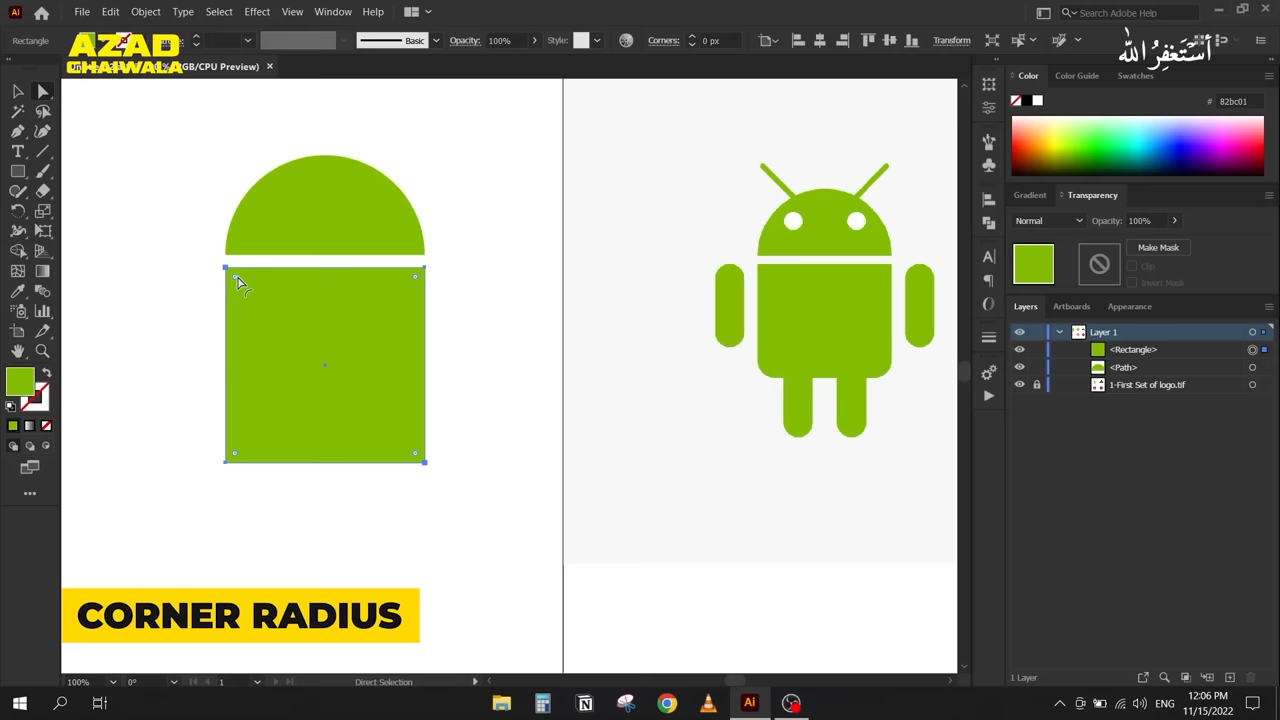 Ai File Edit Object Type Select Effect View Window Help Search Adobe Help
Rectangle Basic Opacity: 100% Style: Corners: 0 px Transform
AZAD
CHAIWALA
أستغفر الله
GB/CPU Preview) ×
Color Color Guide Swatches
# 82bc01
Gradient Transparency
Normal Opacity: 100%
Make Mask
Clip
Invert Mask
Layers Artboards Properties
Layer 1
<Rectangle>
<Path>
1-First Set of logo.tif
CORNER RADIUS
100% 0° 1 Direct Selection 1 Layer
Ai ENG 12:06 PM
11/15/2022